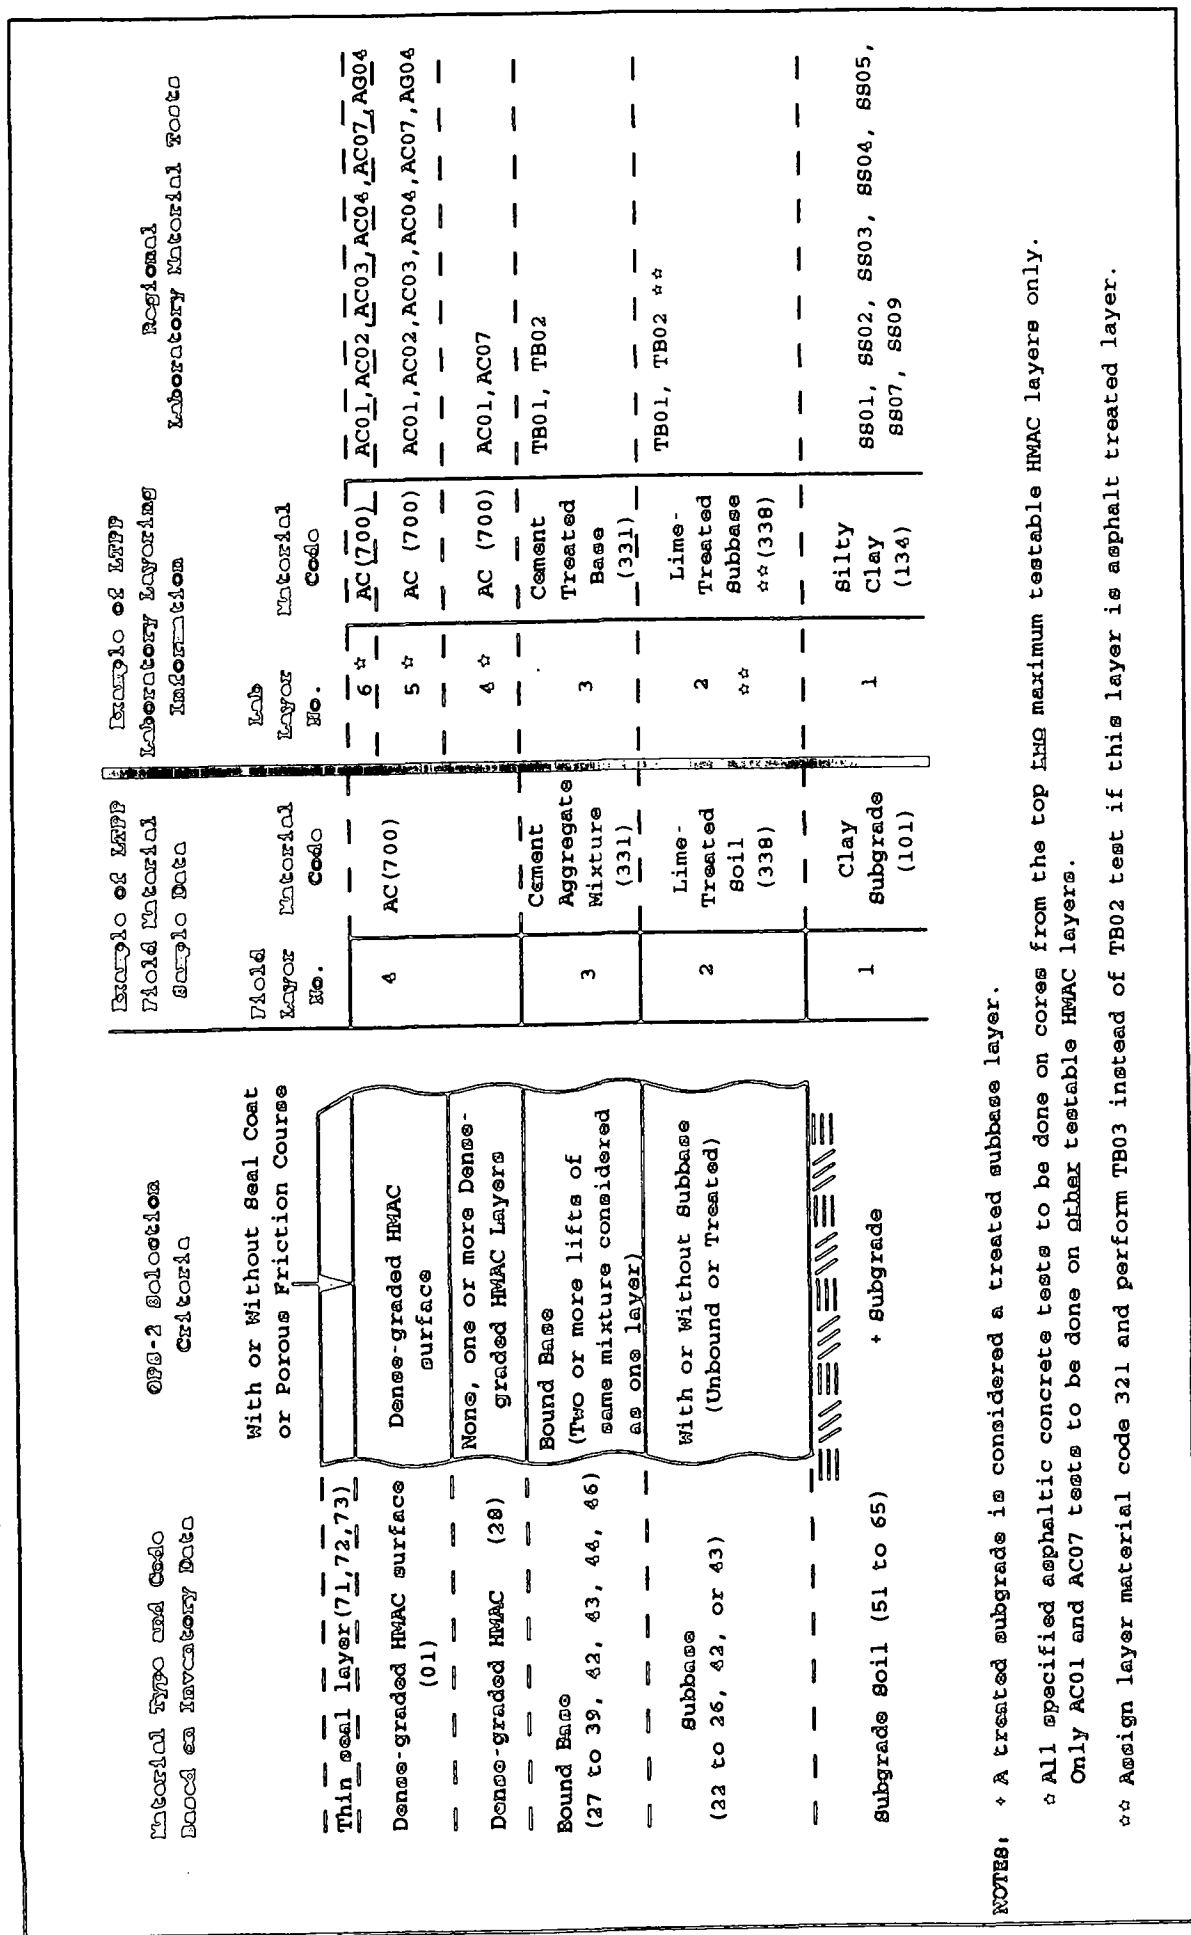 Material Type and Code
Based on Inventory Data
Thin seal layer(71,72,73)
Dense-graded HMAC surface
(01)
Dense-graded HMAC (28)
Bound Base
(27 to 39, 42, 43, 44, 46)
Subbase
(22 to 26, 42, or 43)
Subgrade Soil (51 to 65)
GPS-2 Selection
Criteria
With or Without Seal Coat
or Porous Friction Course
Dense-graded HMAC
surface
None, one or more Dense-
graded HMAC Layers
Bound Base
(Two or more lifts of
same mixture considered
as one layer)
With or Without Subbase
(Unbound or Treated)
+ Subgrade
Example of LTPP
Field Material
Sample Data
Field
Layer
No.
Material
Code
4
AC(700)
3
Cement
Aggregate
Mixture
(331)
2
Lime-
Treated
Soil
(338)
1
Clay
Subgrade
(101)
Example of LTPP
Laboratory Layering
Information
Lab
Layer
No.
Material
Code
6 ☆
AC(700)
5 ☆
AC (700)
4 ☆
AC (700)
3
Cement
Treated
Base
(331)
2
☆☆
Lime-
Treated
Subbase
☆☆(338)
1
Silty
Clay
(134)
Regional
Laboratory Material Tests
AC01,AC02,AC03,AC04,AC07,AG04
AC01,AC02,AC03,AC04,AC07,AG04
AC01,AC07
TB01, TB02
TB01, TB02 ☆☆
SS01, SS02, SS03, SS04, SS05,
SS07, SS09
NOTES: + A treated subgrade is considered a treated subbase layer.
☆ All specified asphaltic concrete tests to be done on cores from the top two maximum testable HMAC layers only.
Only AC01 and AC07 tests to be done on other testable HMAC layers.
☆☆ Assign layer material code 321 and perform TB03 instead of TB02 test if this layer is asphalt treated layer.